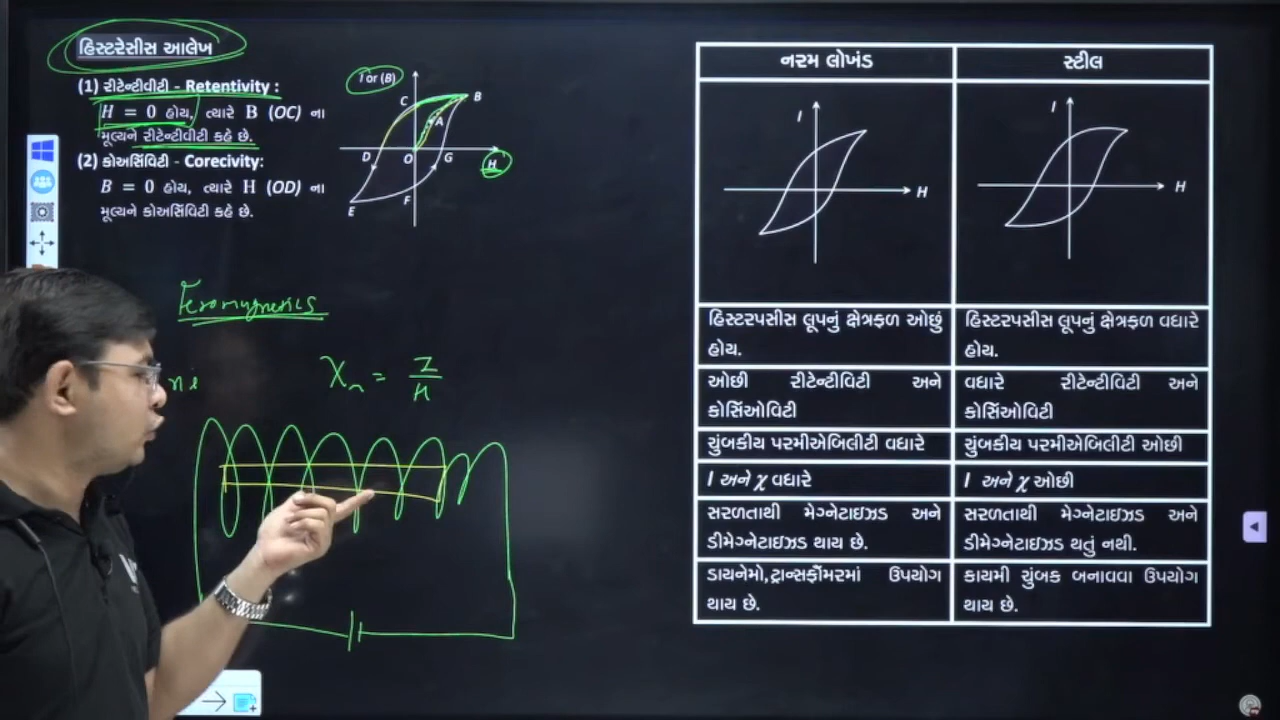 હિસ્ટરેસીસ આલેખ
(1) રીટેન્ટીવીટી - Retentivity :
H = 0 હોય, ત્યારે B (OC) ના
મૂલ્યને રીટેન્ટીવીટી કહે છે.
(2) કોઅર્સિવિટી - Corecivity:
B = 0 હોય, ત્યારે H (OD) ના
મૂલ્યને કોઅર્સિવિટી કહે છે.
I or (B)
C
B
A
D
O
G
H
E
F
Feromagnetics
X = I
H
નરમ લોખંડ
સ્ટીલ
I
H
I
H
હિસ્ટરપસીસ લૂપનું ક્ષેત્રફળ ઓછું
હોય.
હિસ્ટરપસીસ લૂપનું ક્ષેત્રફળ વધારે
હોય.
ઓછી રીટેન્ટીવિટી અને
કોર્સિઓવિટી
વધારે રીટેન્ટીવિટી અને
કોર્સિઓવિટી
ચુંબકીય પરમીએબિલીટી વધારે
ચુંબકીય પરમીએબિલીટી ઓછી
I અને χ વધારે
I અને χ ઓછી
સરળતાથી મેગ્નેટાઇઝડ અને
ડીમેગ્નેટાઇઝડ થાય છે.
સરળતાથી મેગ્નેટાઇઝડ અને
ડીમેગ્નેટાઇઝડ થતું નથી.
ડાયનેમો,ટ્રાન્સફૉમરમાં ઉપયોગ
થાય છે.
કાયમી ચુંબક બનાવવા ઉપયોગ
થાય છે.